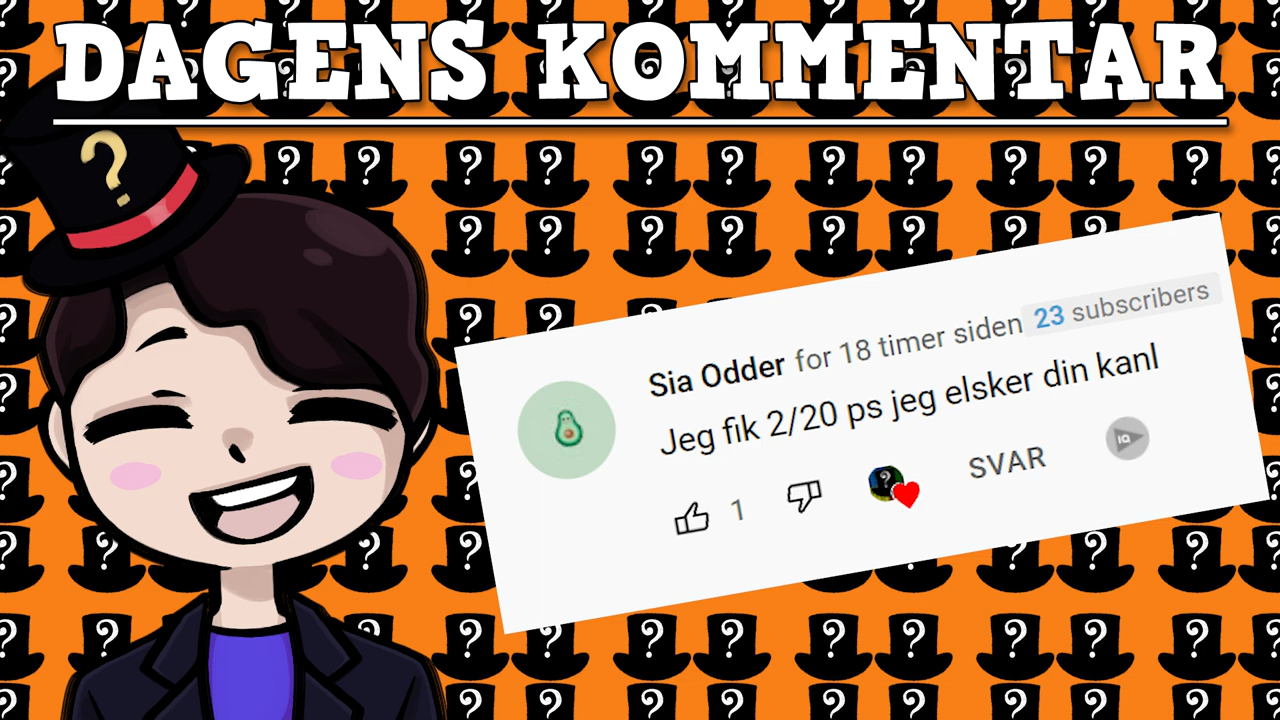 DAGENS KOMMENTAR
?
Sia Odder for 18 timer siden 23 subscribers
Jeg fik 2/20 ps jeg elsker din kanl
1 SVAR IQ